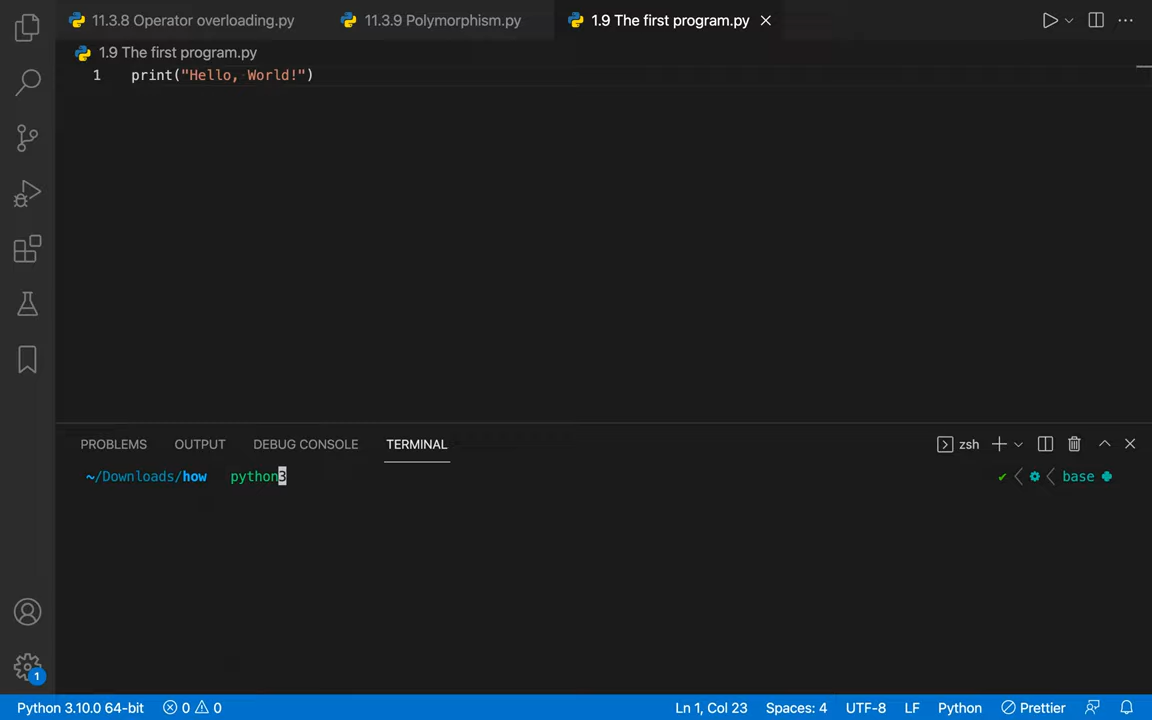 11.3.8 Operator overloading.py 11.3.9 Polymorphism.py 1.9 The first program.py
1.9 The first program.py
1 print("Hello, World!")
PROBLEMS OUTPUT DEBUG CONSOLE TERMINAL zsh
~/Downloads/how python3 base
1
Python 3.10.0 64-bit 0 0 Ln 1, Col 23 Spaces: 4 UTF-8 LF Python Prettier